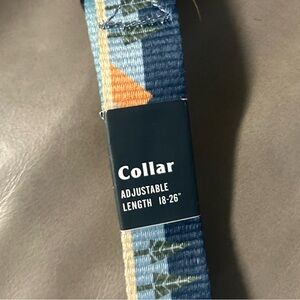 Collar
ADJUSTABLE
LENGTH 18-26"